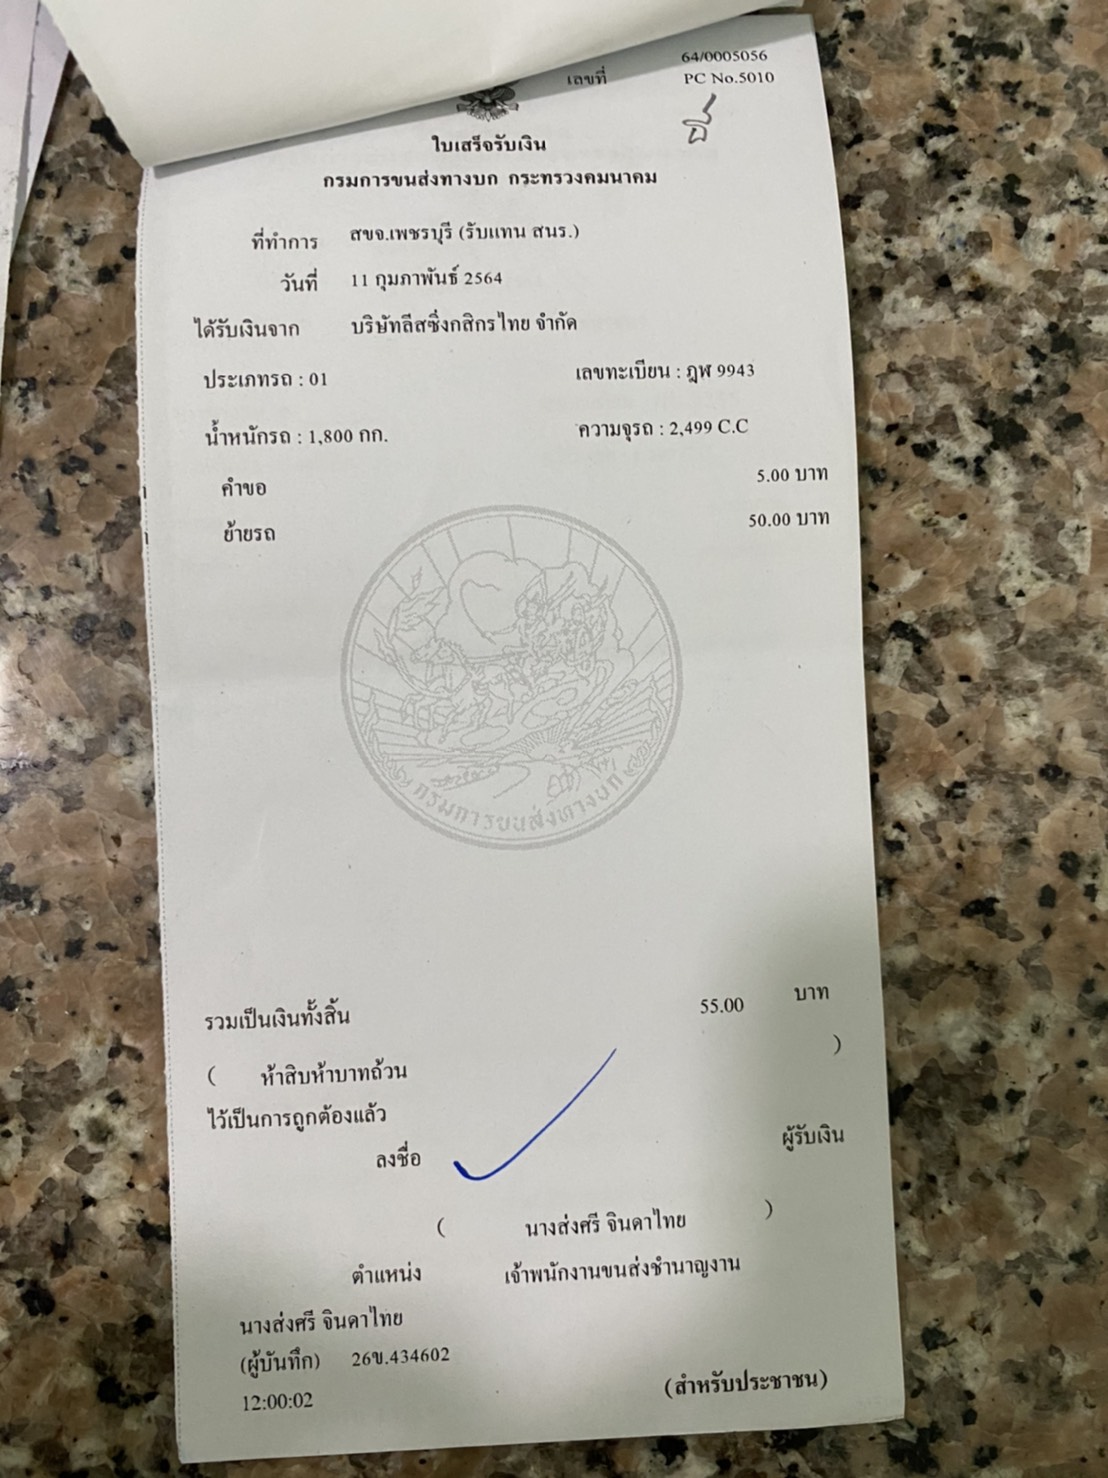 64/0005056
เลขที่ PC No.5010
ธี
ใบเสร็จรับเงิน
กรมการขนส่งทางบก กระทรวงคมนาคม
ที่ทำการ สขจ.เพชรบุรี (รับแทน สนร.)
วันที่ 11 กุมภาพันธ์ 2564
ได้รับเงินจาก บริษัทลีสซิ่งกสิกรไทย จำกัด
ประเภทรถ : 01 เลขทะเบียน : ฎฬ 9943
น้ำหนักรถ : 1,800 กก. ความจุรถ : 2,499 C.C
คำขอ 5.00 บาท
ย้ายรถ 50.00 บาท
กรมการขนส่งทางบก
รวมเป็นเงินทั้งสิ้น 55.00 บาท
( ห้าสิบห้าบาทถ้วน )
ไว้เป็นการถูกต้องแล้ว
ลงชื่อ ผู้รับเงิน
( นางส่งศรี จินดาไทย )
ตำแหน่ง เจ้าพนักงานขนส่งชำนาญงาน
นางส่งศรี จินดาไทย
(ผู้บันทึก) 26ข.434602
12:00:02 (สำหรับประชาชน)